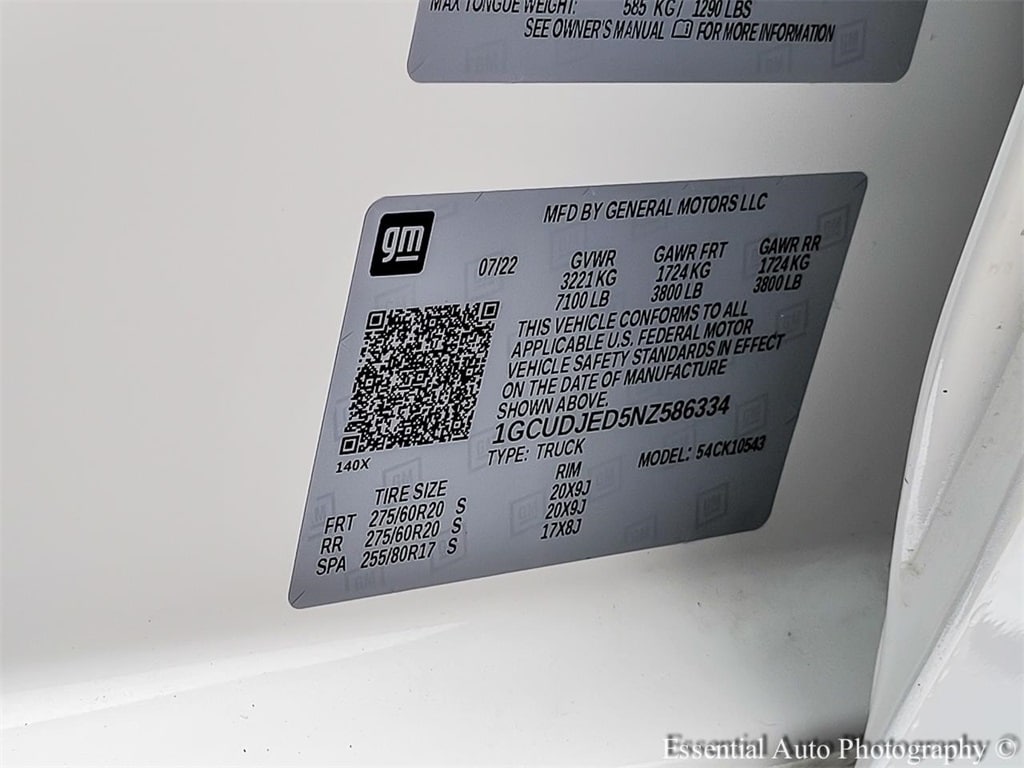 MAX TONGUE WEIGHT: 585 KG / 1290 LBS
SEE OWNER'S MANUAL FOR MORE INFORMATION
gm
MFD BY GENERAL MOTORS LLC
07/22 GVWR GAWR FRT GAWR RR
3221 KG 1724 KG 1724 KG
7100 LB 3800 LB 3800 LB
THIS VEHICLE CONFORMS TO ALL
APPLICABLE U.S. FEDERAL MOTOR
VEHICLE SAFETY STANDARDS IN EFFECT
ON THE DATE OF MANUFACTURE
SHOWN ABOVE.
1GCUDJED5NZ586334
140X
TYPE: TRUCK MODEL: 54CK10543
TIRE SIZE RIM
FRT 275/60R20 S 20X9J
RR 275/60R20 S 20X9J
SPA 255/80R17 S 17X8J
Essential Auto Photography ©